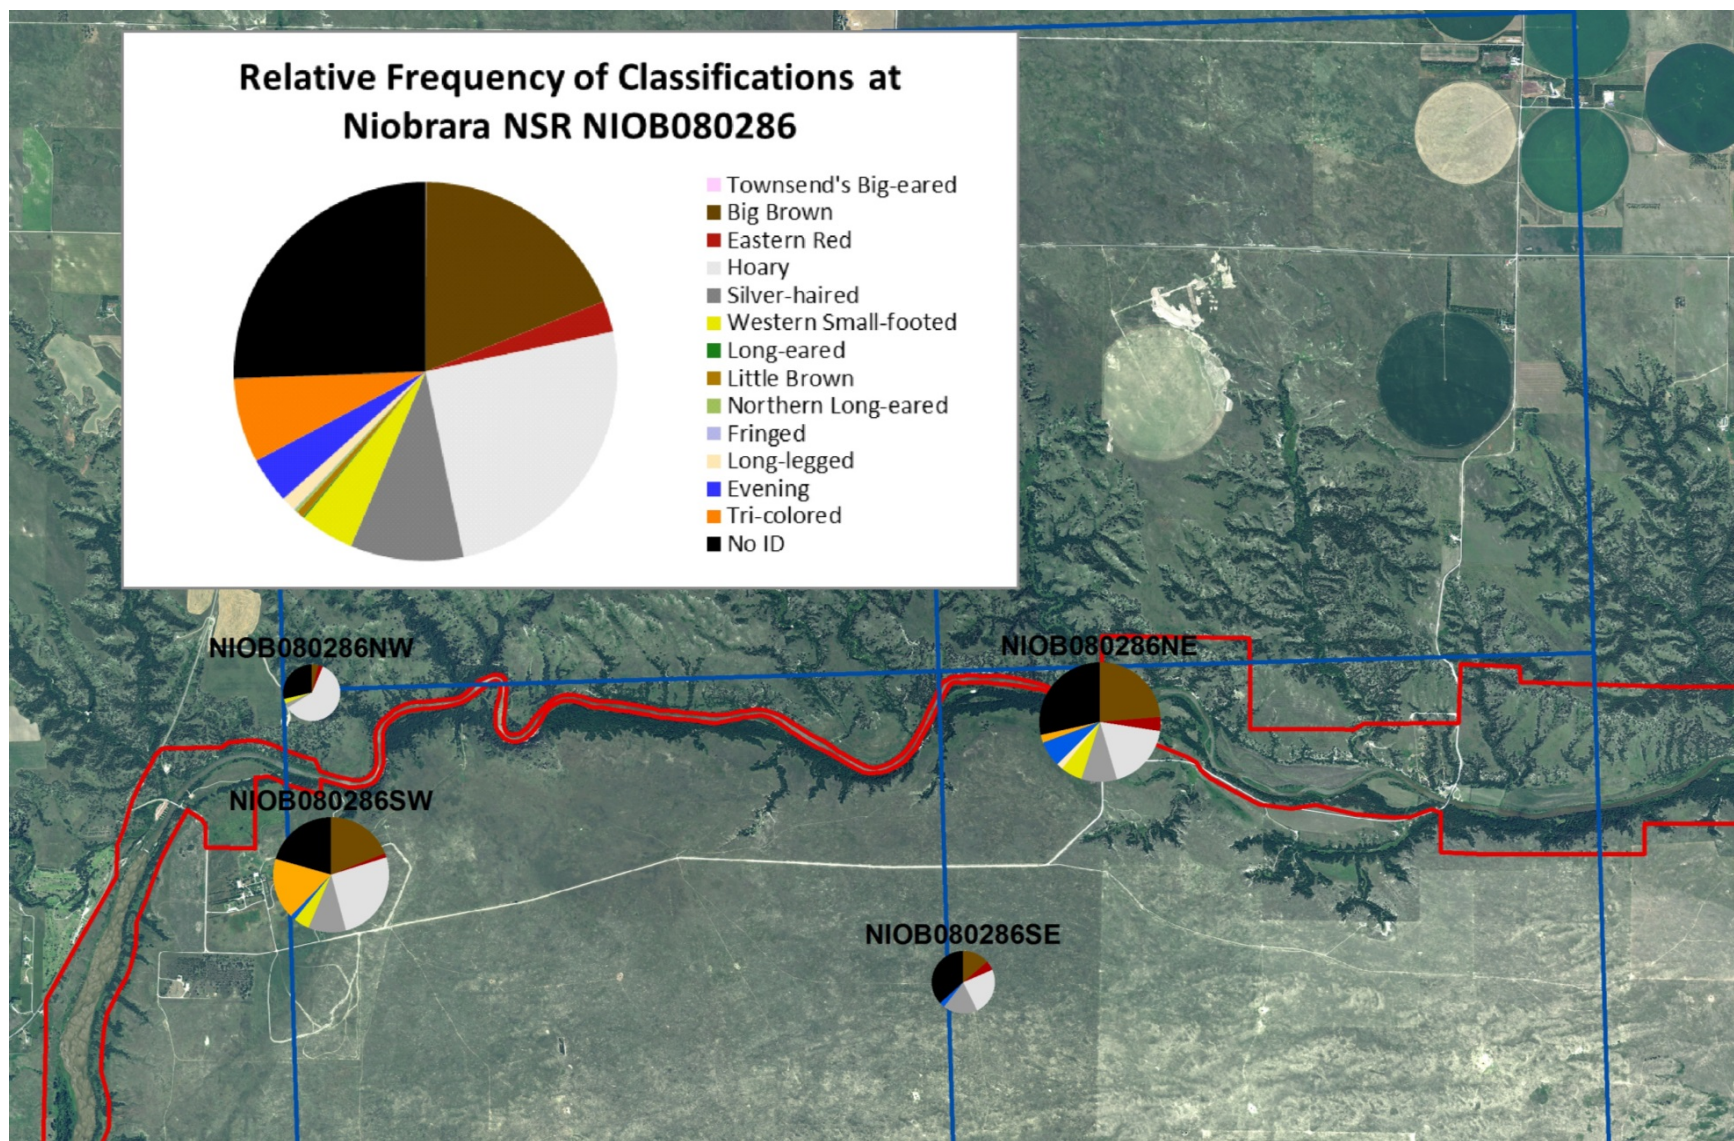 Relative Frequency of Classifications at
Niobrara NSR NIOB080286
Townsend's Big-eared
Big Brown
Eastern Red
Hoary
Silver-haired
Western Small-footed
Long-eared
Little Brown
Northern Long-eared
Fringed
Long-legged
Evening
Tri-colored
No ID
NIOB080286NW
NIOB080286NE
NIOB080286SW
NIOB080286SE